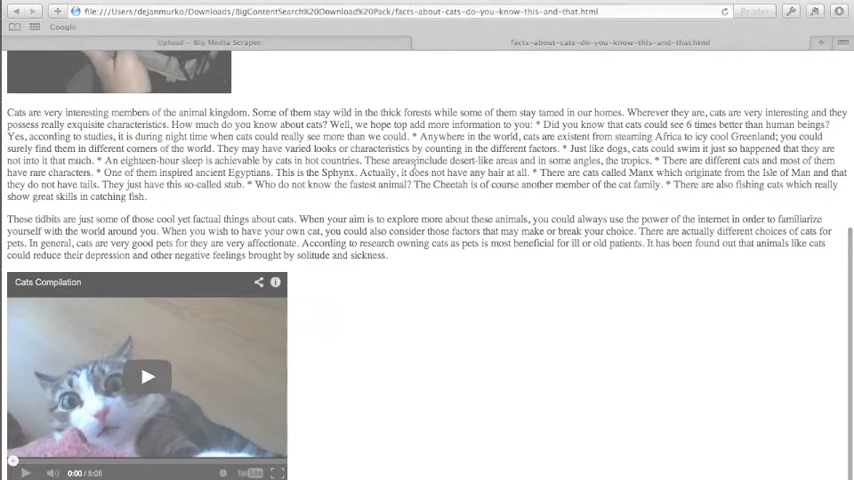 file:///Users/dejanmurko/Downloads/BigContentSearch%20Download%20Pack/facts-about-cats-do-you-know-this-and-that.html
Reader
Google
Upload – Big Media Scraper
facts-about-cats-do-you-know-this-and-that.html
Cats are very interesting members of the animal kingdom. Some of them stay wild in the thick forests while some of them stay tamed in our homes. Wherever they are, cats are very interesting and they
possess really exquisite characteristics. How much do you know about cats? Well, we hope top add more information to you: * Did you know that cats could see 6 times better than human beings?
Yes, according to studies, it is during night time when cats could really see more than we could. * Anywhere in the world, cats are existent from steaming Africa to icy cool Greenland; you could
surely find them in different corners of the world. They may have varied looks or characteristics by counting in the different factors. * Just like dogs, cats could swim it just so happened that they are
not into it that much. * An eighteen-hour sleep is achievable by cats in hot countries. These areas include desert-like areas and in some angles, the tropics. * There are different cats and most of them
have rare characters. * One of them inspired ancient Egyptians. This is the Sphynx. Actually, it does not have any hair at all. * There are cats called Manx which originate from the Isle of Man and that
they do not have tails. They just have this so-called stub. * Who do not know the fastest animal? The Cheetah is of course another member of the cat family. * There are also fishing cats which really
show great skills in catching fish.
These tidbits are just some of those cool yet factual things about cats. When your aim is to explore more about these animals, you could always use the power of the internet in order to familiarize
yourself with the world around you. When you wish to have your own cat, you could also consider those factors that may make or break your choice. There are actually different choices of cats for
pets. In general, cats are very good pets for they are very affectionate. According to research owning cats as pets is most beneficial for ill or old patients. It has been found out that animals like cats
could reduce their depression and other negative feelings brought by solitude and sickness.
Cats Compilation
0:00 / 5:05
YouTube